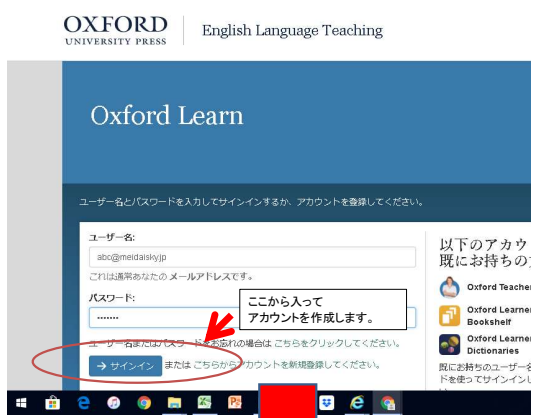 OXFORD
UNIVERSITY PRESS
English Language Teaching
Oxford Learn
ユーザー名とパスワードを入力してサインインするか、アカウントを登録してください。
ユーザー名:
abc@meidaisky.jp
これは通常あなたの メールアドレスです。
パスワード:
•••••••
ここから入って
アカウントを作成します。
ユーザー名またはパスワードをお忘れの場合は こちらをクリックしてください。
→ サインイン または こちらからアカウントを新規登録してください。
以下のアカウ
既にお持ちの
Oxford Teacher
Oxford Learner
Bookshelf
Oxford Learner
Dictionaries
既にお持ちのユーザー名
ドを使ってサインインし